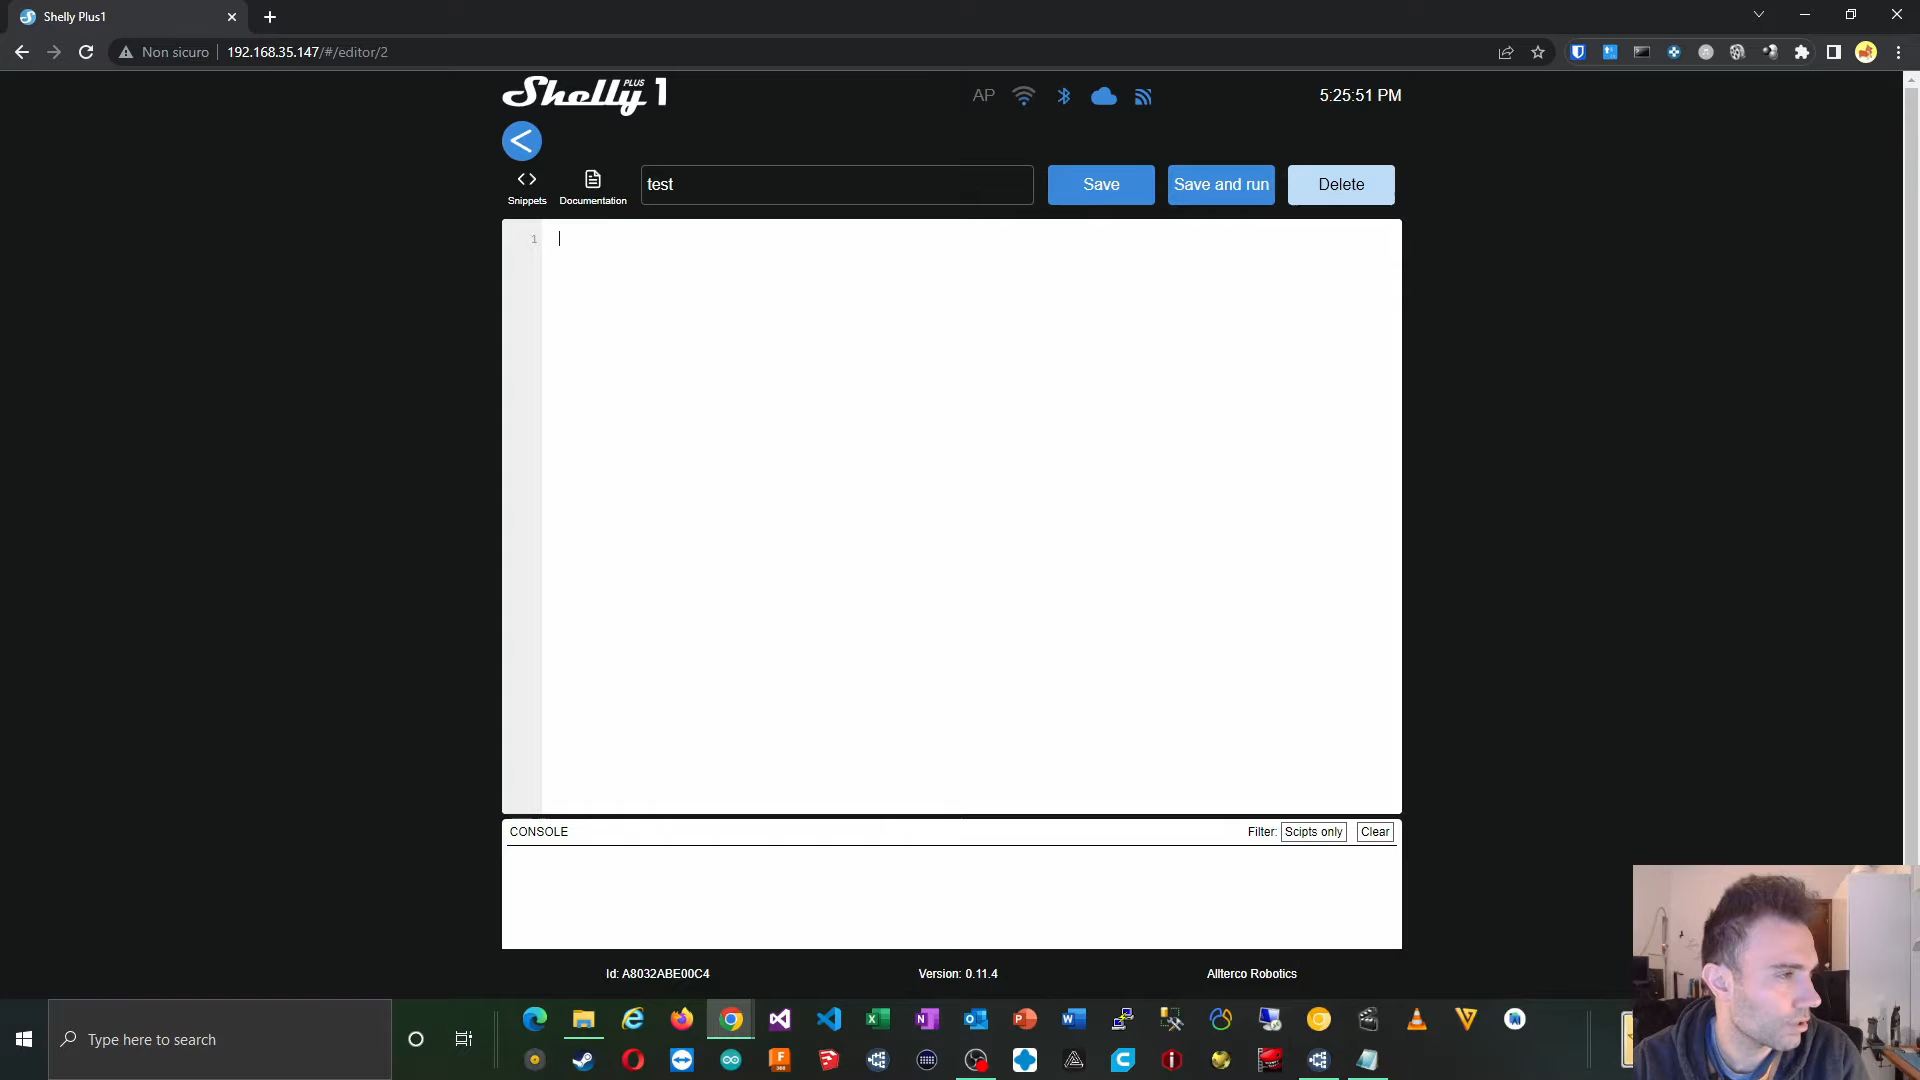 Shelly Plus1
Non sicuro
192.168.35.147/#/editor/2
Shelly PLUS 1
AP
5:25:51 PM
Snippets
Documentation
test
Save
Save and run
Delete
1
CONSOLE
Filter:
Scipts only
Clear
Id: A8032ABE00C4
Version: 0.11.4
Allterco Robotics
Type here to search